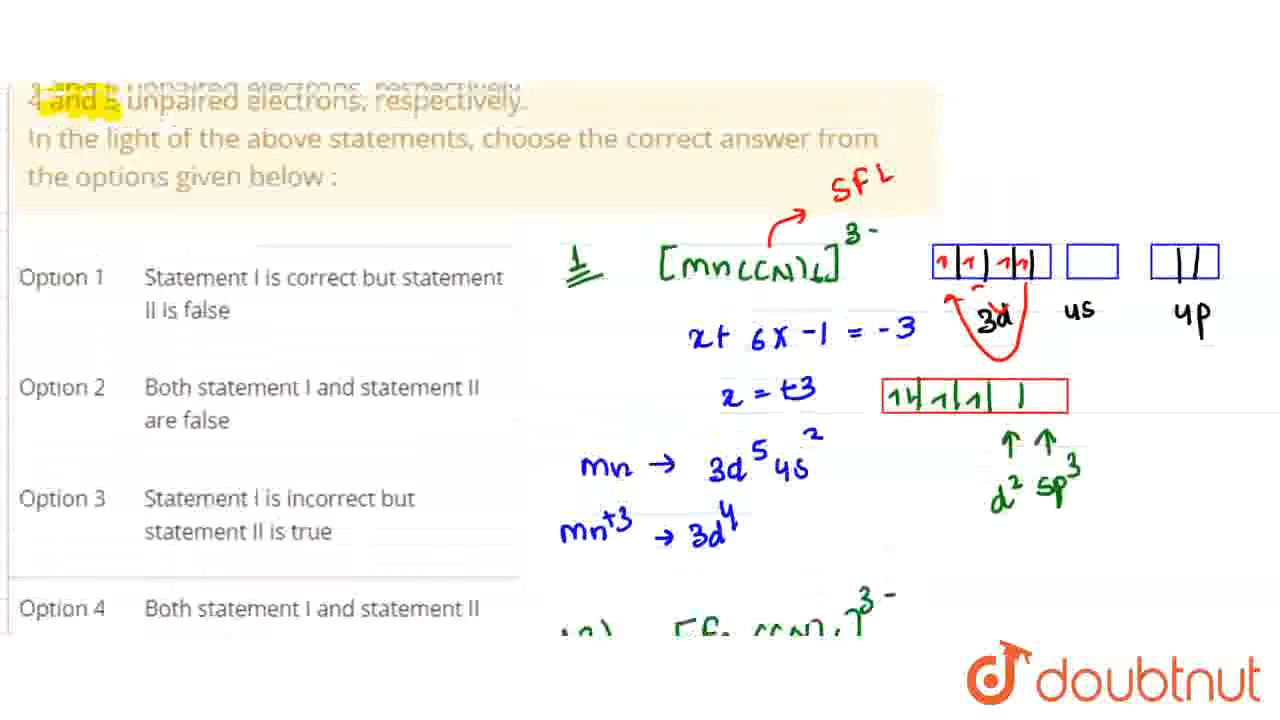 4 and 5 unpaired electrons, respectively.
In the light of the above statements, choose the correct answer from
the options given below :
Option 1 Statement I is correct but statement
II is false
Option 2 Both statement I and statement II
are false
Option 3 Statement I is incorrect but
statement II is true
Option 4 Both statement I and statement II
SFL
1 [Mn(CN)6]3-
3d 4s 4p
x+ 6x -1 = -3
x = +3
d2 sp3
Mn → 3d5 4s2
Mn+3 → 3d4
doubtnut